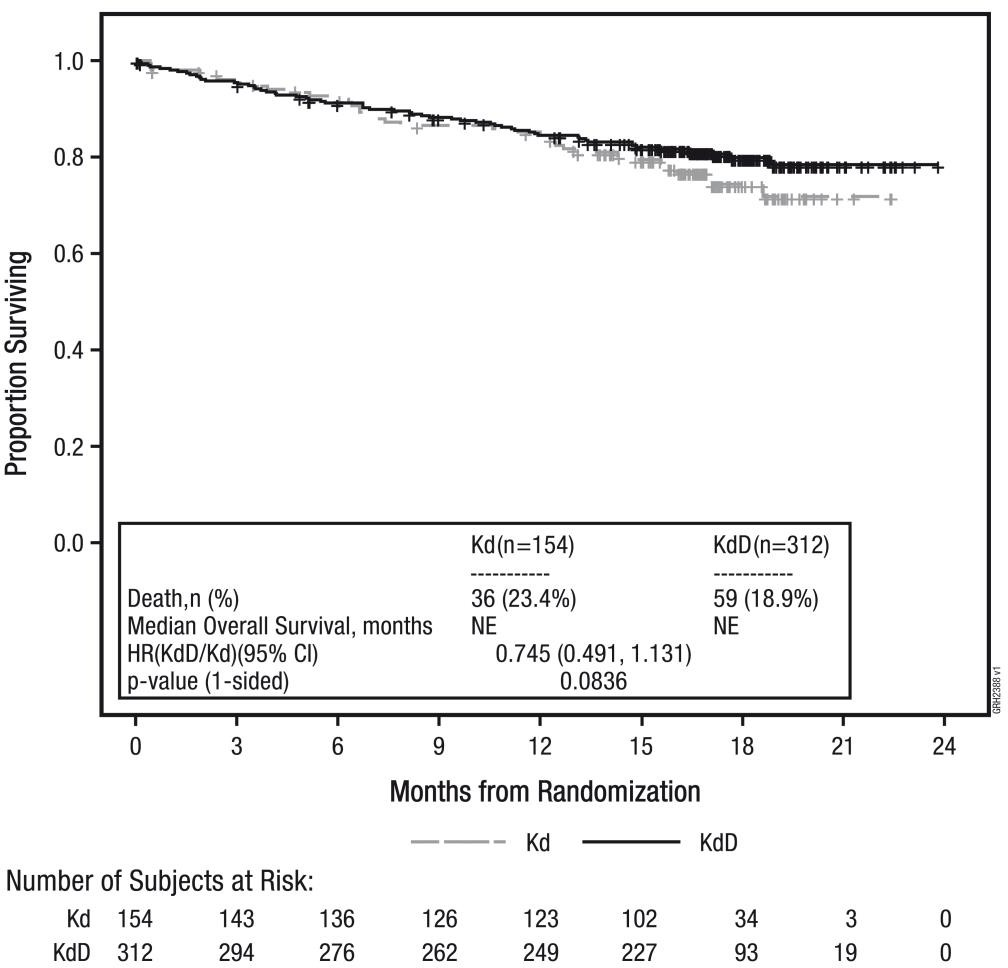 1.0
0.8
0.6
0.4
0.2
0.0
Proportion Surviving
Kd(n=154) KdD(n=312)
----------- -----------
Death,n (%) 36 (23.4%) 59 (18.9%)
Median Overall Survival, months NE NE
HR(KdD/Kd)(95% CI) 0.745 (0.491, 1.131)
p-value (1-sided) 0.0836
GRH2388 v1
0 3 6 9 12 15 18 21 24
Months from Randomization
Kd KdD
Number of Subjects at Risk:
Kd 154 143 136 126 123 102 34 3 0
KdD 312 294 276 262 249 227 93 19 0